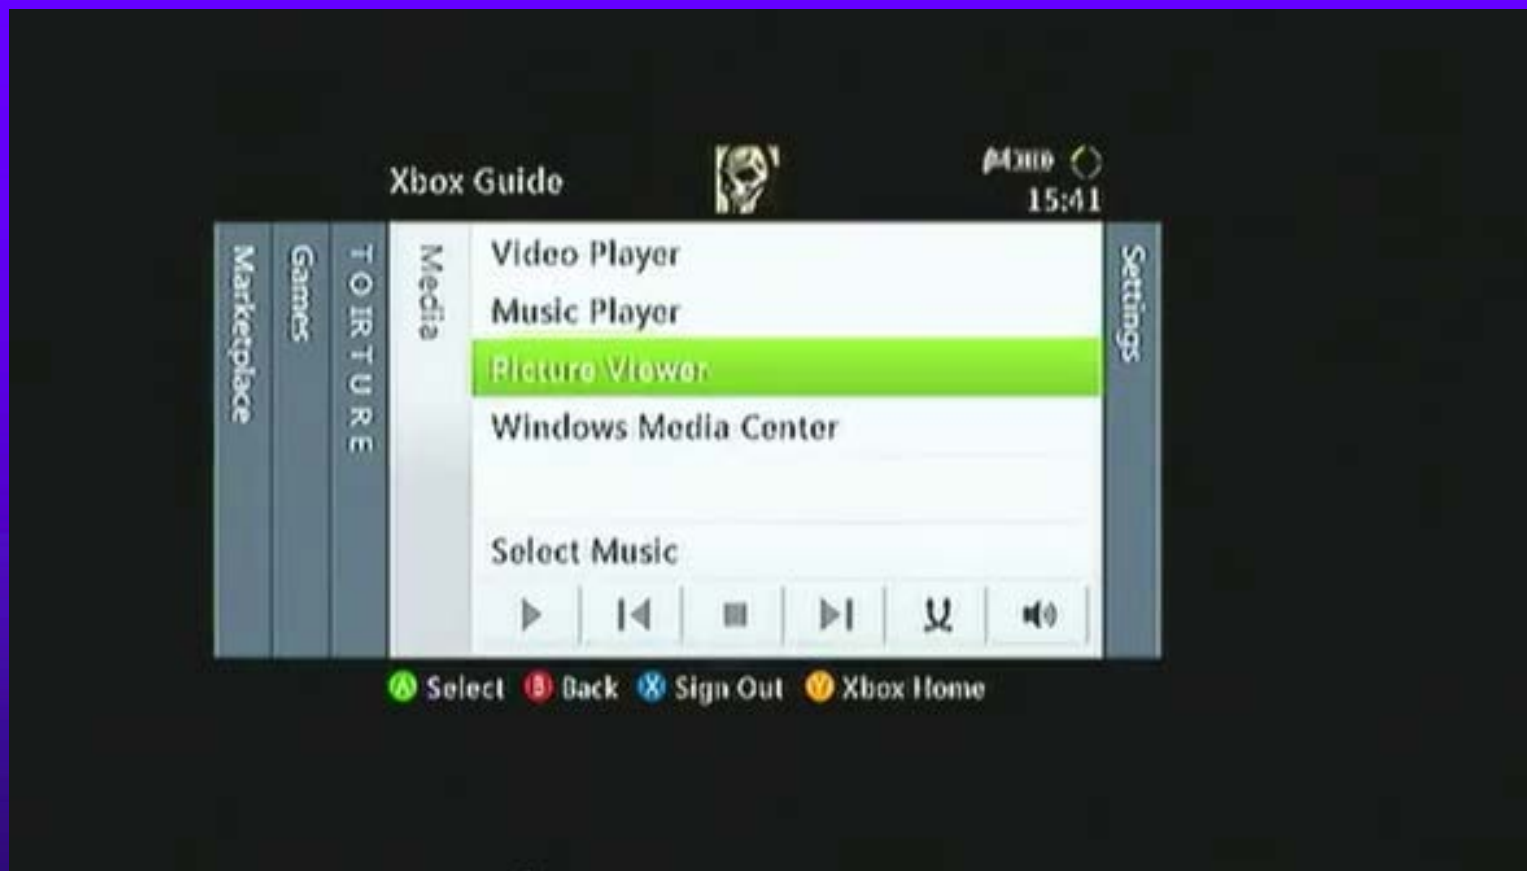 Xbox Guide
15:41
Marketplace
Games
TOIRTURE
Media
Video Player
Music Player
Picture Viewer
Windows Media Center
Select Music
Settings
A Select B Back X Sign Out Y Xbox Home